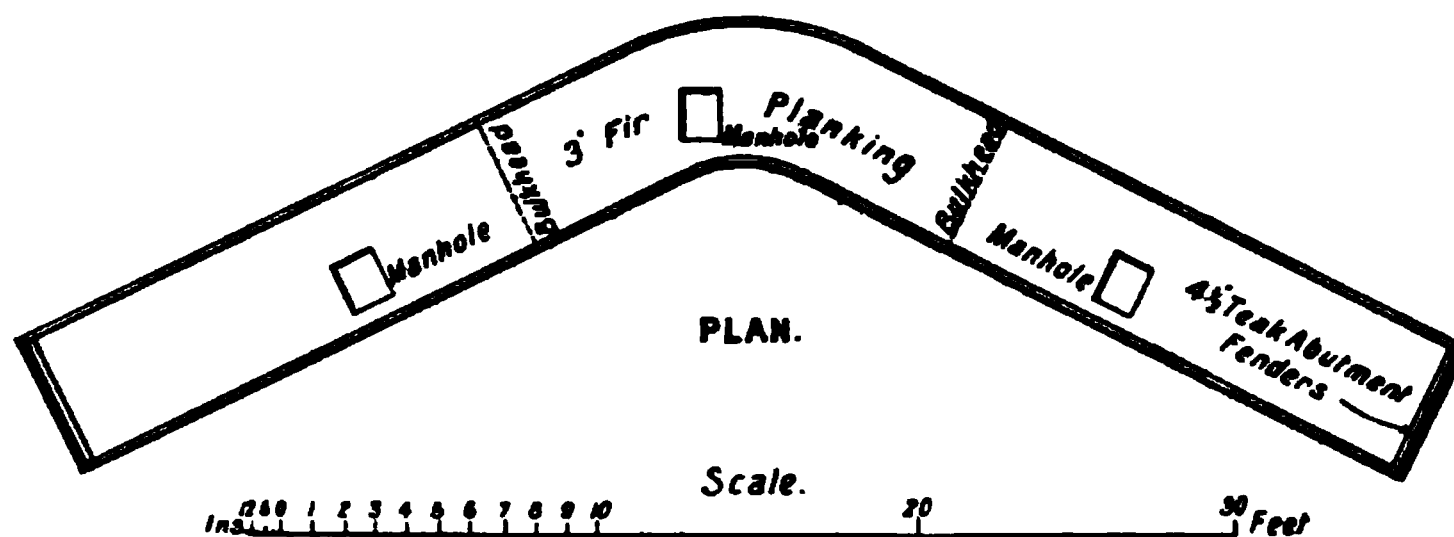 3" Fir Planking
Manhole
Bulkhead
Bulkhead
Manhole
Manhole
4½" Teak Abutment
Fenders
PLAN.
Scale.
Ins. 12 6 0 1 2 3 4 5 6 7 8 9 10 20 30 Feet